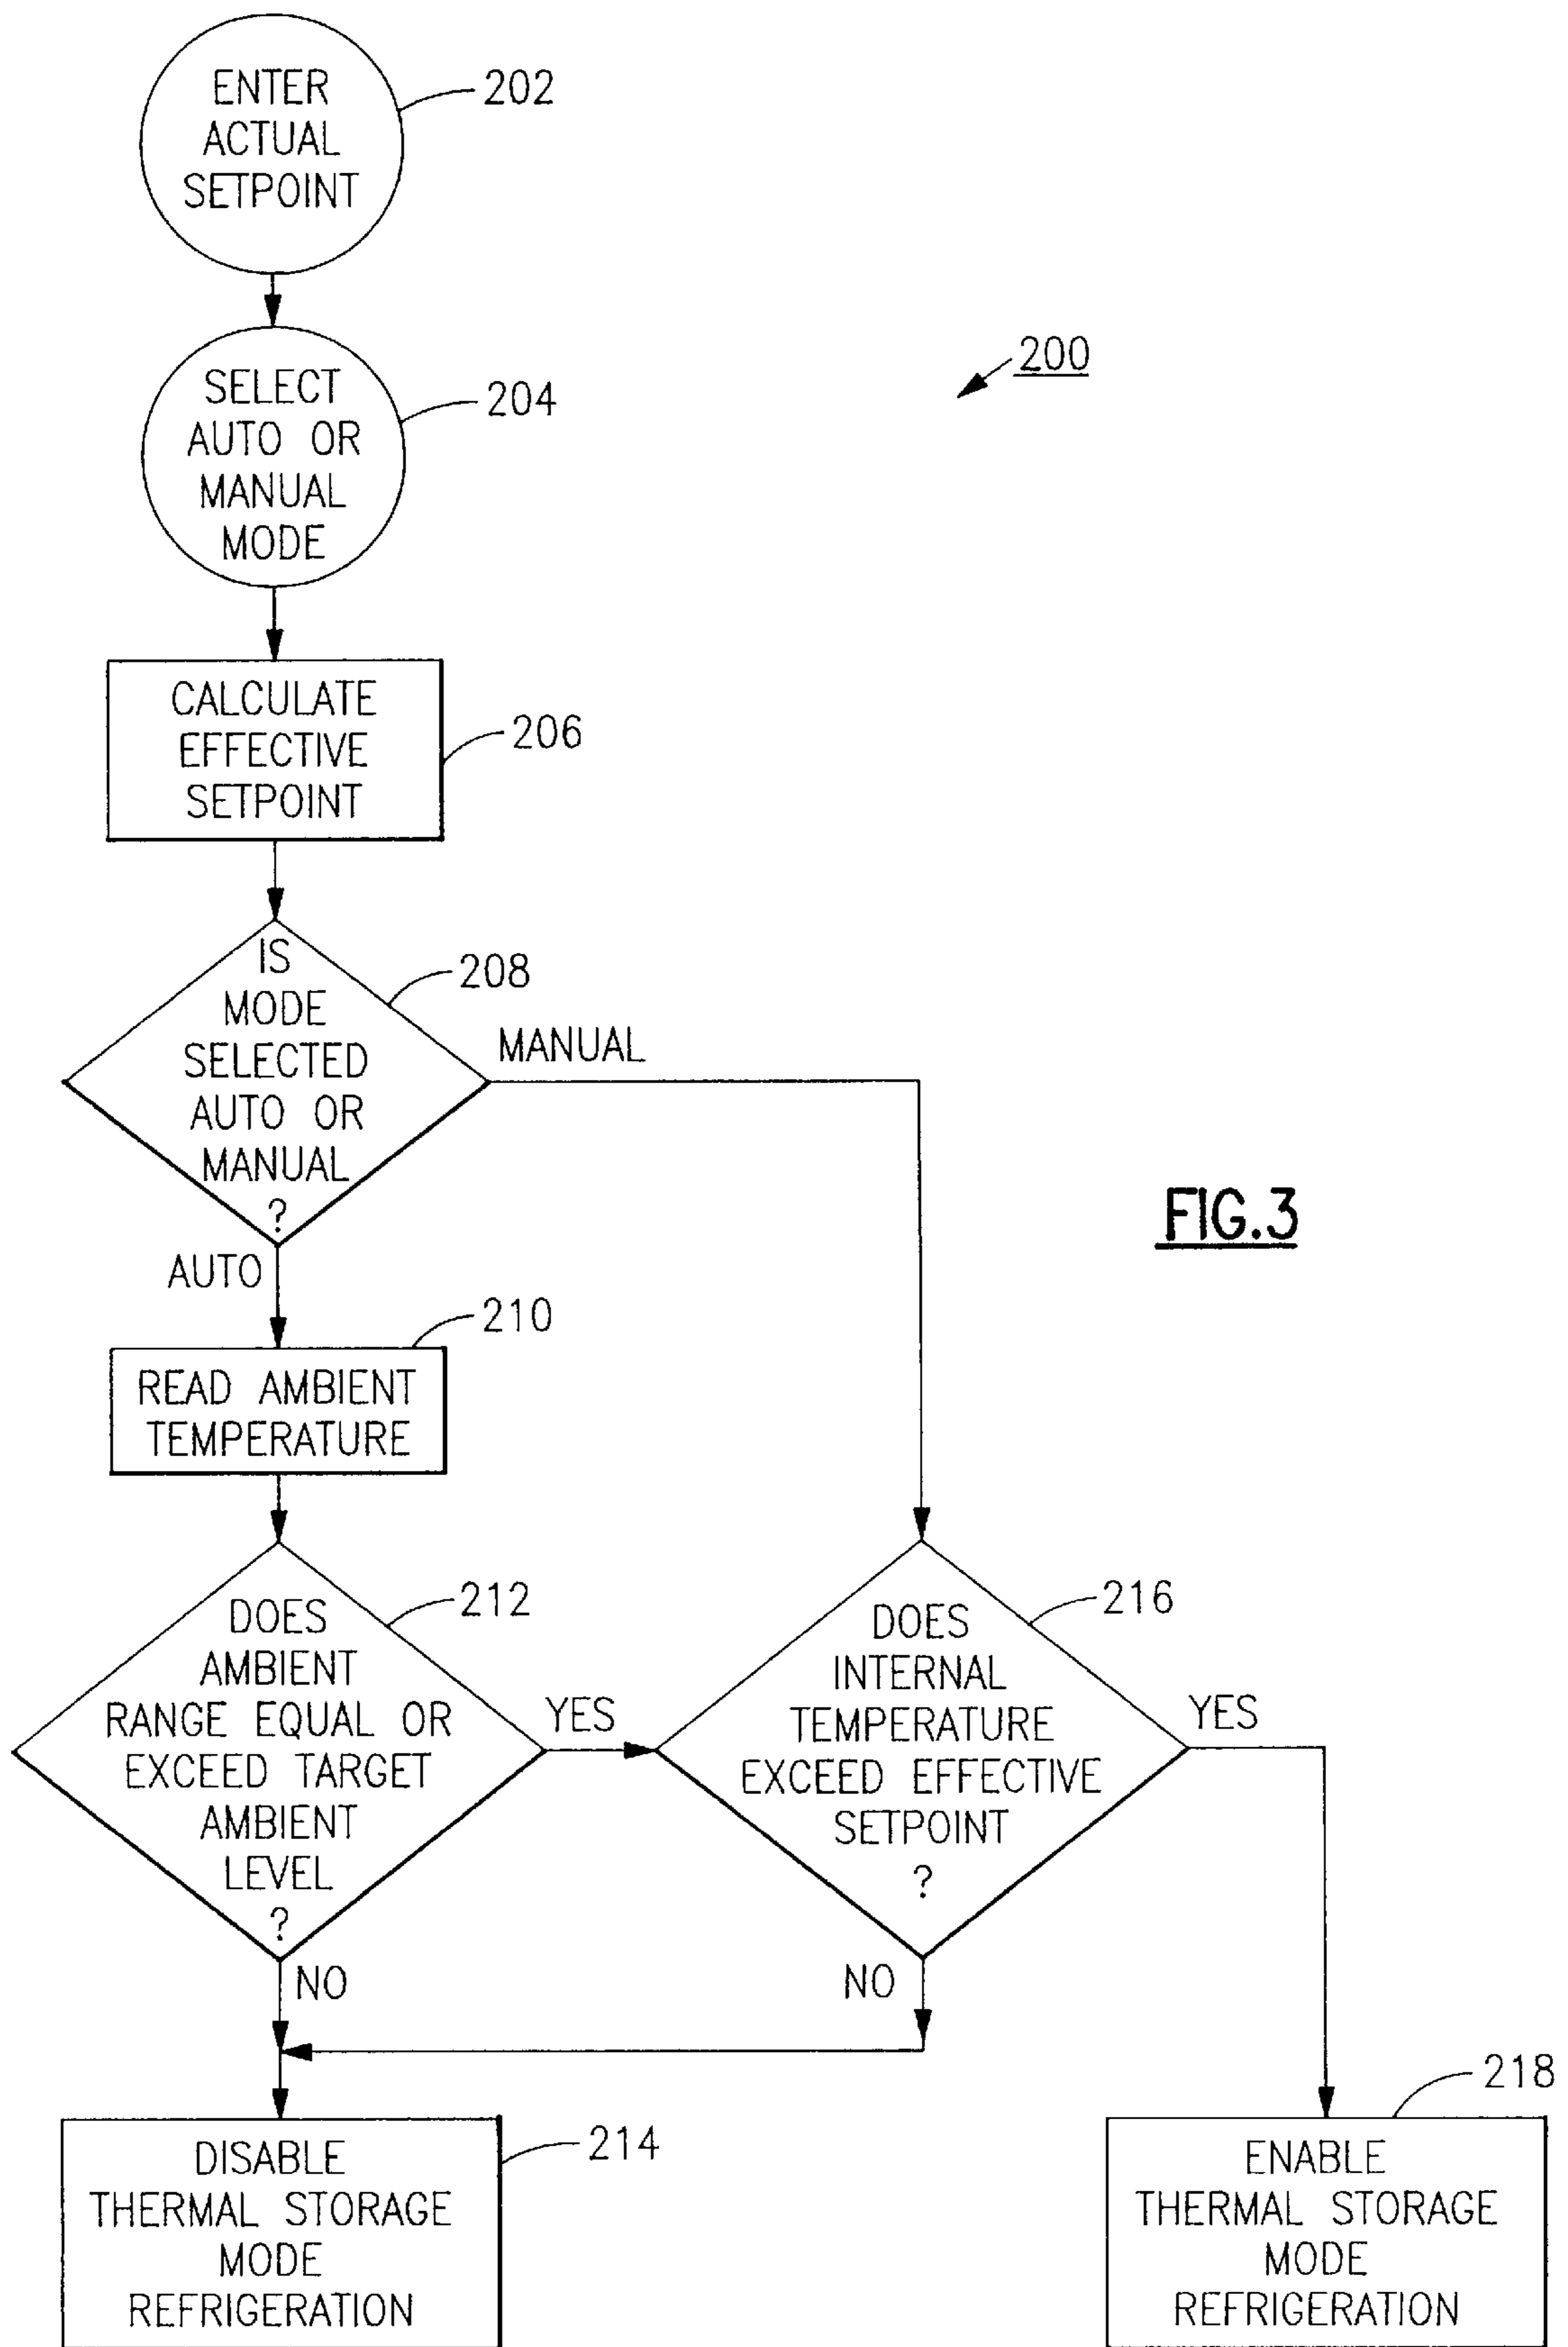 ENTER
ACTUAL
SETPOINT
202
200
SELECT
AUTO OR
MANUAL
MODE
204
CALCULATE
EFFECTIVE
SETPOINT
206
IS
MODE
SELECTED
AUTO OR
MANUAL
?
208
MANUAL
FIG.3
AUTO
210
READ AMBIENT
TEMPERATURE
DOES
AMBIENT
RANGE EQUAL OR
EXCEED TARGET
AMBIENT
LEVEL
?
212
YES
DOES
INTERNAL
TEMPERATURE
EXCEED EFFECTIVE
SETPOINT
?
216
YES
NO
NO
DISABLE
THERMAL STORAGE
MODE
REFRIGERATION
214
218
ENABLE
THERMAL STORAGE
MODE
REFRIGERATION